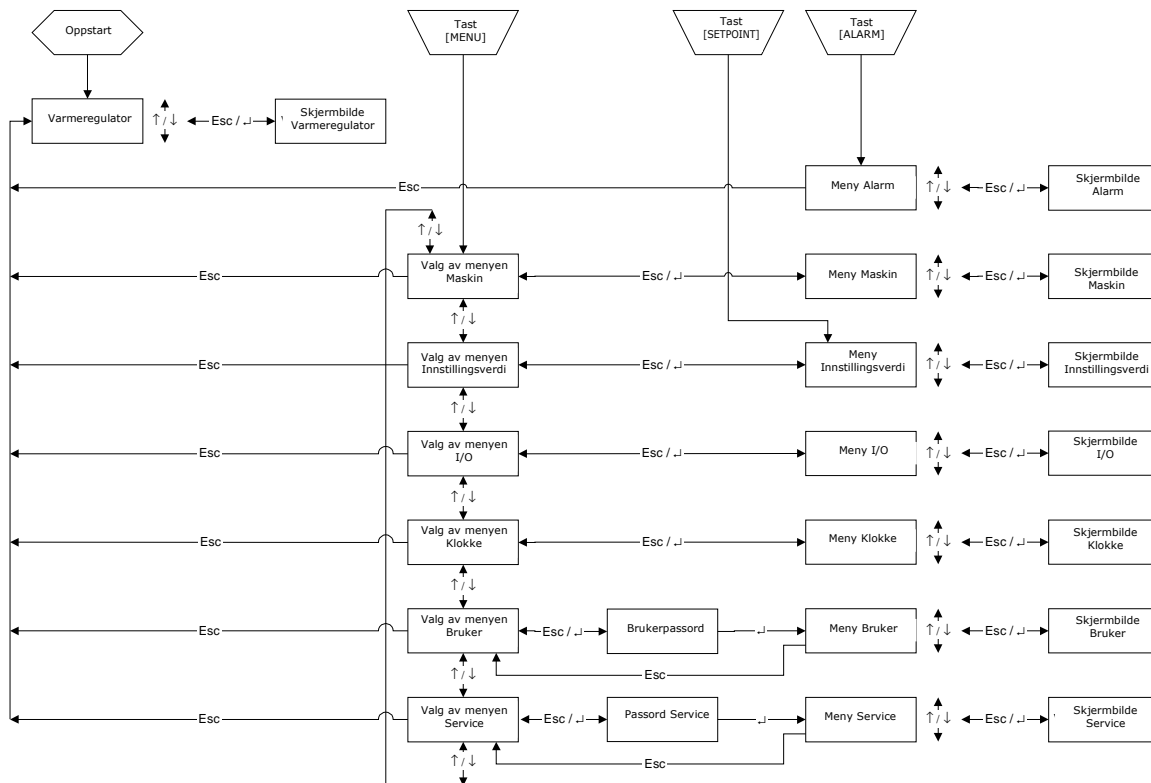 Oppstart
Tast
[MENU]
Tast
[SETPOINT]
Tast
[ALARM]
Varmeregulator
↑ / ↓
Esc / ↵
Skjermbilde
Varmeregulator
Esc
Meny Alarm
↑ / ↓
Esc / ↵
Skjermbilde
Alarm
↑ / ↓
Esc
Valg av menyen
Maskin
Esc / ↵
Meny Maskin
↑ / ↓
Esc / ↵
Skjermbilde
Maskin
↑ / ↓
Esc
Valg av menyen
Innstillingsverdi
Esc / ↵
Meny
Innstillingsverdi
↑ / ↓
Esc / ↵
Skjermbilde
Innstillingsverdi
↑ / ↓
Esc
Valg av menyen
I/O
Esc / ↵
Meny I/O
↑ / ↓
Esc / ↵
Skjermbilde
I/O
↑ / ↓
Esc
Valg av menyen
Klokke
Esc / ↵
Meny Klokke
↑ / ↓
Esc / ↵
Skjermbilde
Klokke
↑ / ↓
Esc
Valg av menyen
Bruker
Esc / ↵
Brukerpassord
↵
Meny Bruker
↑ / ↓
Esc / ↵
Skjermbilde
Bruker
Esc
↑ / ↓
Esc
Valg av menyen
Service
Esc / ↵
Passord Service
↵
Meny Service
↑ / ↓
Esc / ↵
Skjermbilde
Service
Esc
↑ / ↓